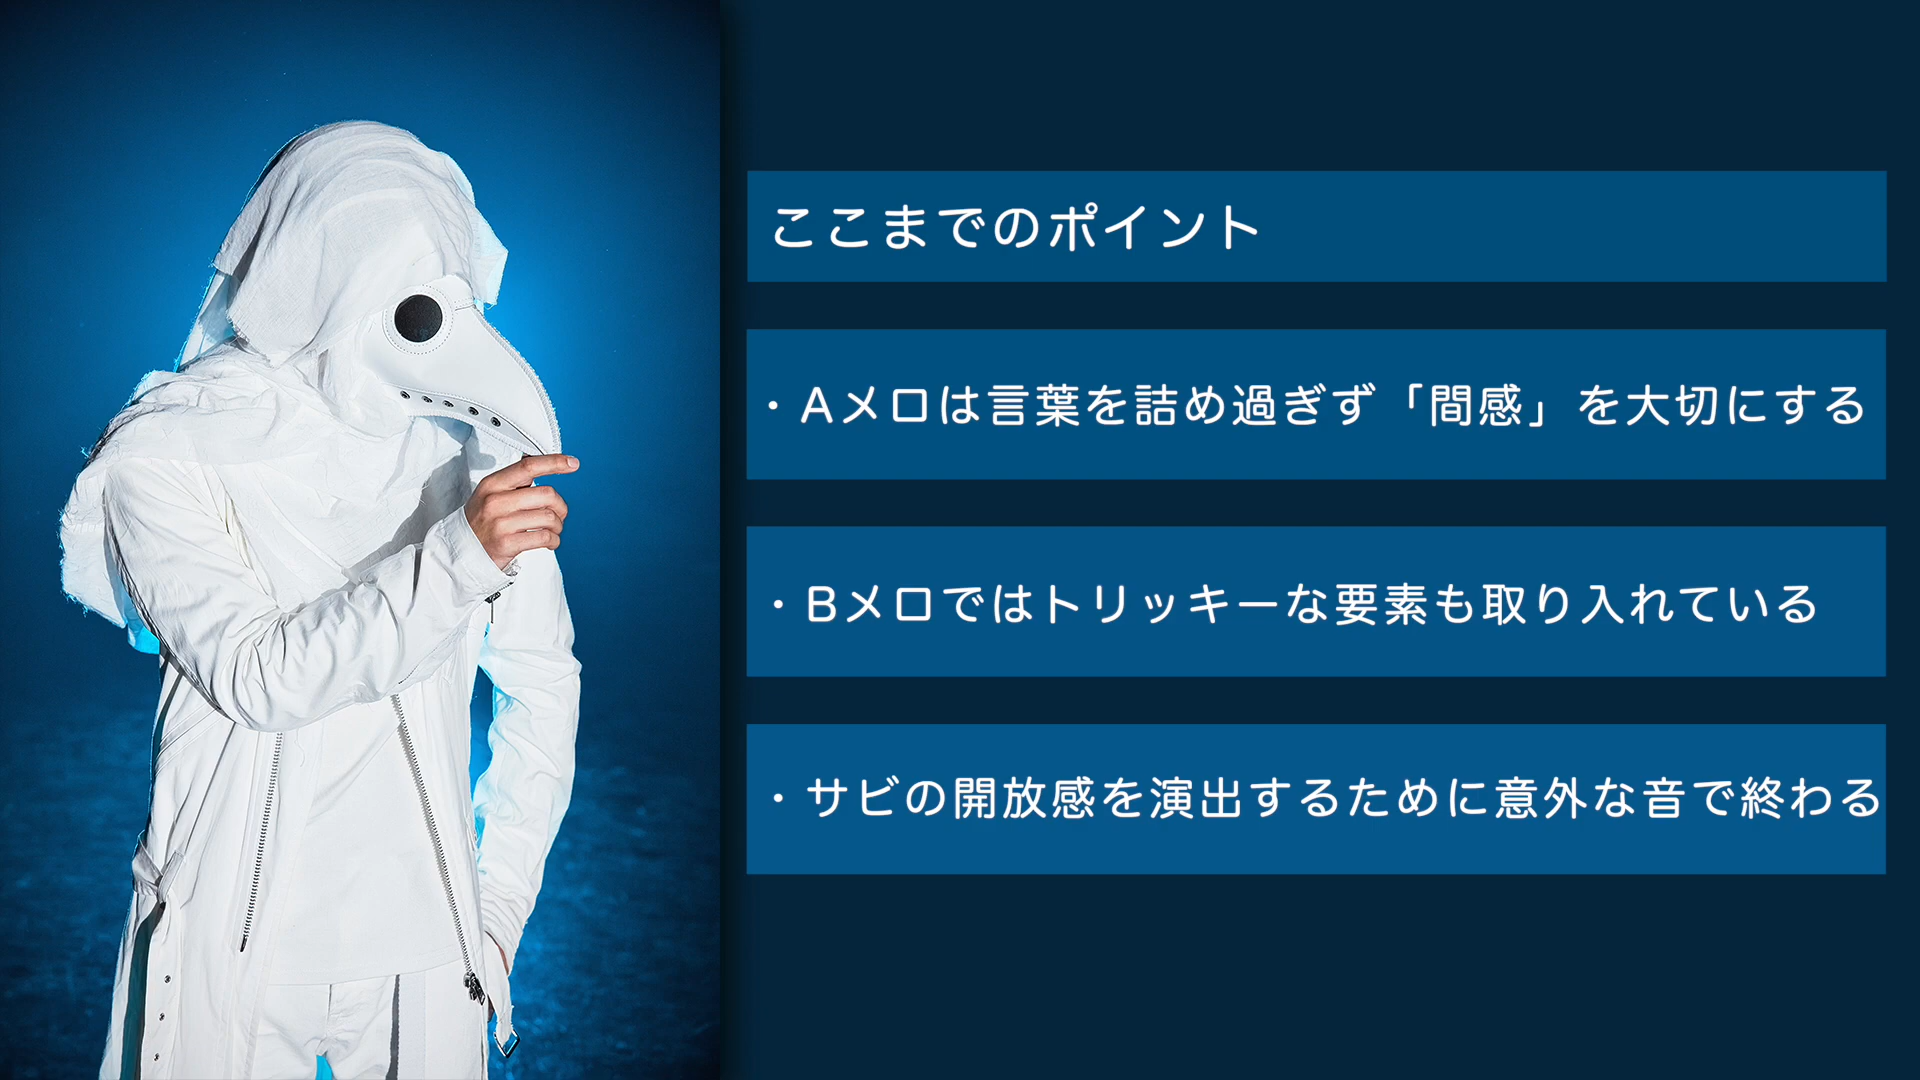 ここまでのポイント
・Aメロは言葉を詰め過ぎず「間感」を大切にする
・Bメロではトリッキーな要素も取り入れている
・サビの開放感を演出するために意外な音で終わる